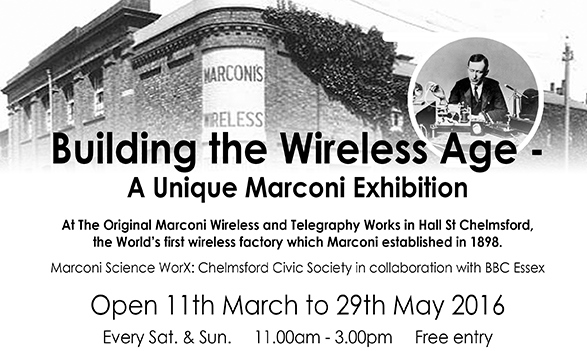 MARCONI'S
WIRELESS
Building the Wireless Age -
A Unique Marconi Exhibition
At The Original Marconi Wireless and Telegraphy Works in Hall St Chelmsford,
the World's first wireless factory which Marconi established in 1898.
Marconi Science WorX: Chelmsford Civic Society in collaboration with BBC Essex
Open 11th March to 29th May 2016
Every Sat. & Sun. 11.00am - 3.00pm Free entry